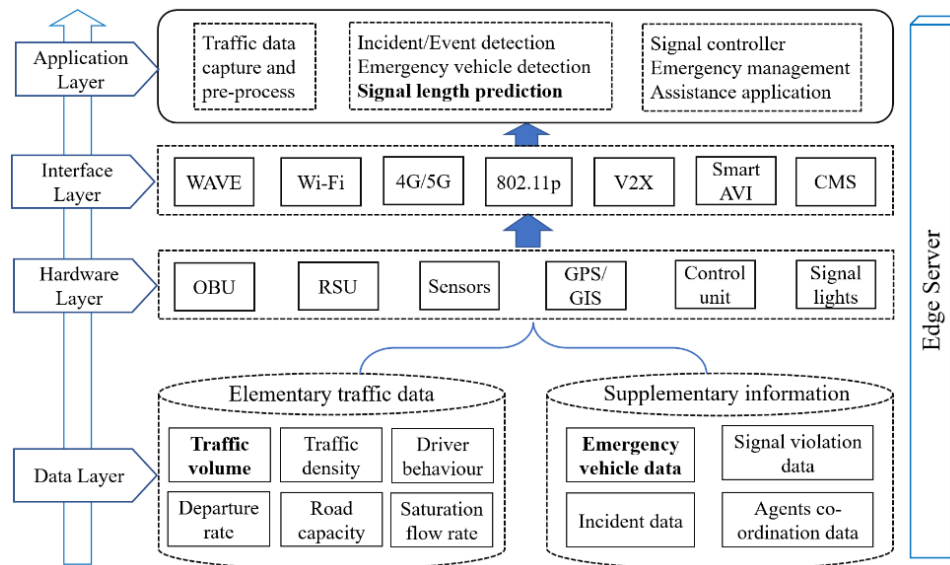 Application
Layer
Traffic data
capture and
pre-process
Incident/Event detection
Emergency vehicle detection
Signal length prediction
Signal controller
Emergency management
Assistance application
Interface
Layer
WAVE
Wi-Fi
4G/5G
802.11p
V2X
Smart
AVI
CMS
Hardware
Layer
OBU
RSU
Sensors
GPS/
GIS
Control
unit
Signal
lights
Data Layer
Elementary traffic data
Traffic
volume
Traffic
density
Driver
behaviour
Departure
rate
Road
capacity
Saturation
flow rate
Supplementary information
Emergency
vehicle data
Signal violation
data
Incident data
Agents co-
ordination data
Edge Server